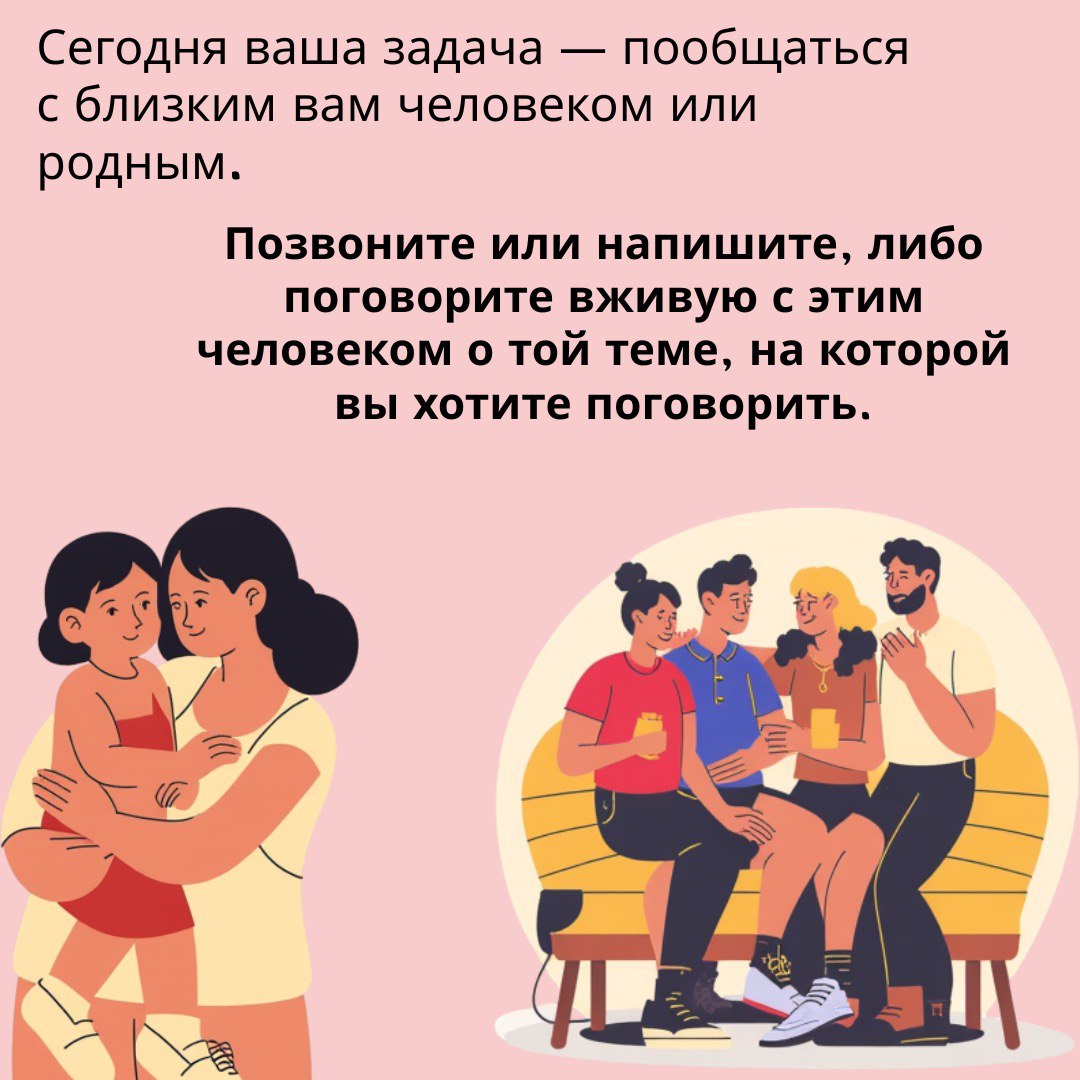 Сегодня ваша задача — пообщаться
с близким вам человеком или
родным.
Позвоните или напишите, либо
поговорите вживую с этим
человеком о той теме, на которой
вы хотите поговорить.